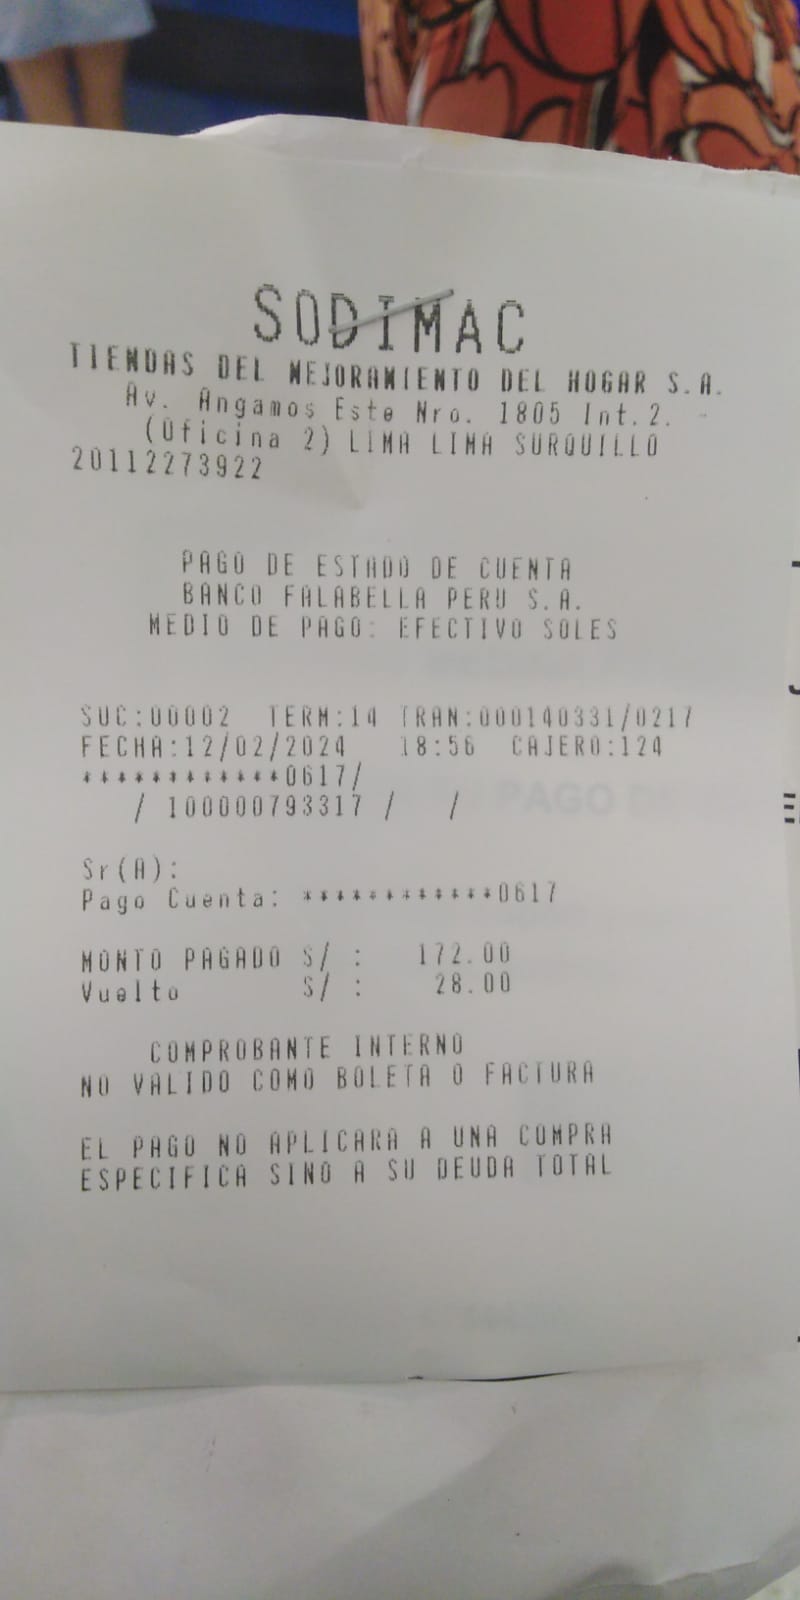 SODIMAC
TIENDAS DEL MEJORAMIENTO DEL HOGAR S.A.
Av. Angamos Este Nro. 1805 Int.2.
(Oficina 2) LIMA LIMA SURQUILLO
20112273922
PAGO DE ESTADO DE CUENTA
BANCO FALABELLA PERU S.A.
MEDIO DE PAGO: EFECTIVO SOLES
SUC:00002 TERM:14 TRAN:000140331/0217
FECHA:12/02/2024 18:56 CAJERO:124
************0617/
/ 100000793317 / /
Sr(A):
Pago Cuenta: ************0617
MONTO PAGADO S/ : 172.00
Vuelto S/ : 28.00
COMPROBANTE INTERNO
NO VALIDO COMO BOLETA O FACTURA
EL PAGO NO APLICARA A UNA COMPRA
ESPECIFICA SINO A SU DEUDA TOTAL